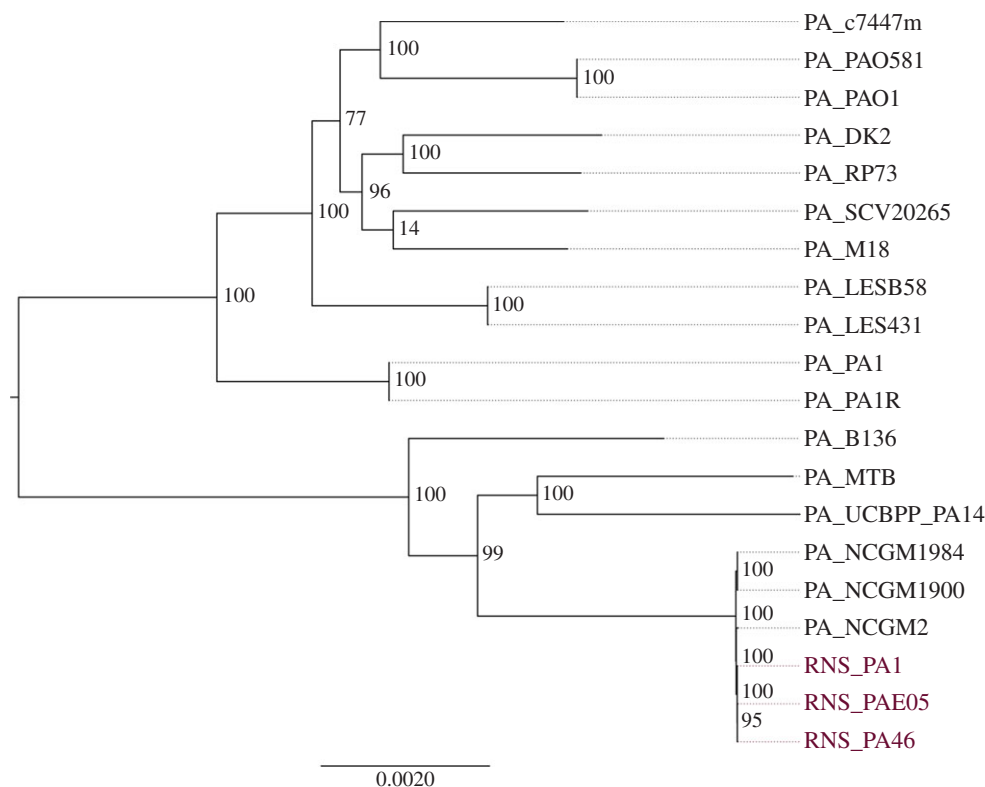 PA_c7447m
100
PA_PAO581
100
PA_PAO1
77
PA_DK2
100
PA_RP73
96
100
PA_SCV20265
14
PA_M18
PA_LESB58
100
100
PA_LES431
PA_PA1
100
PA_PA1R
PA_B136
100
PA_MTB
100
PA_UCBPP_PA14
99
PA_NCGM1984
100
PA_NCGM1900
100
PA_NCGM2
100
RNS_PA1
100
RNS_PAE05
95
RNS_PA46
0.0020